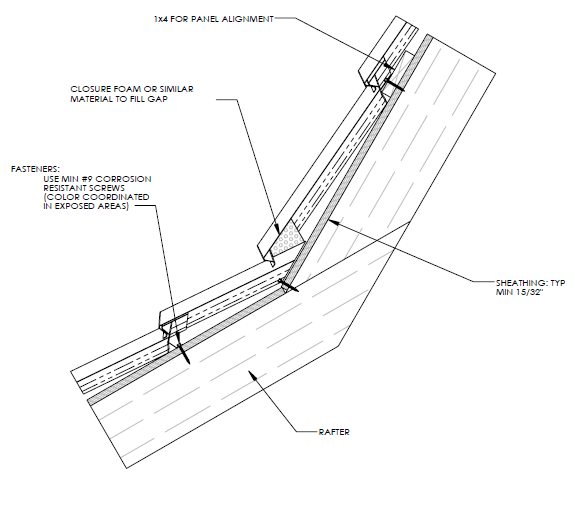 1x4 FOR PANEL ALIGNMENT
CLOSURE FOAM OR SIMILAR
MATERIAL TO FILL GAP
FASTENERS:
USE MIN #9 CORROSION
RESISTANT SCREWS
(COLOR COORDINATED
IN EXPOSED AREAS)
SHEATHING: TYP
MIN 15/32"
RAFTER